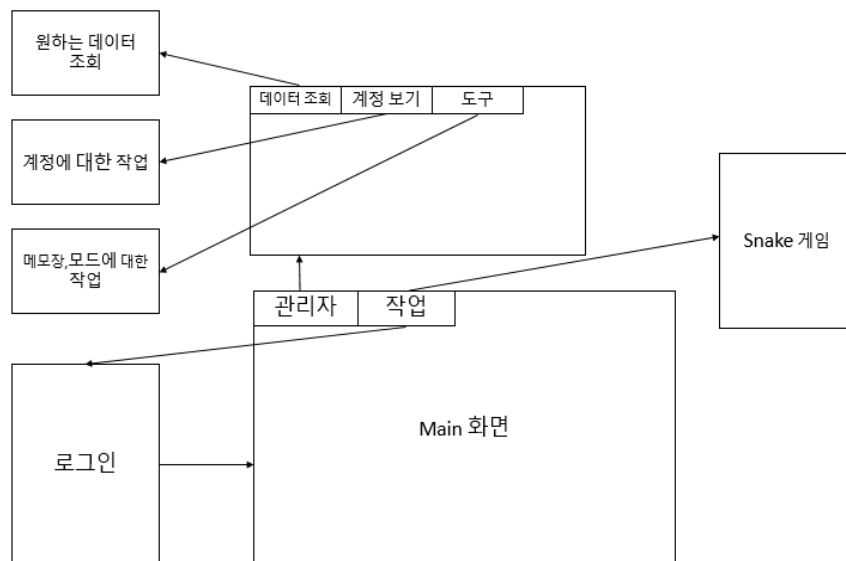 원하는 데이터
조회
데이터 조회
계정 보기
도구
계정에 대한 작업
메모장,모드에 대한
작업
Snake 게임
관리자
작업
Main 화면
로그인